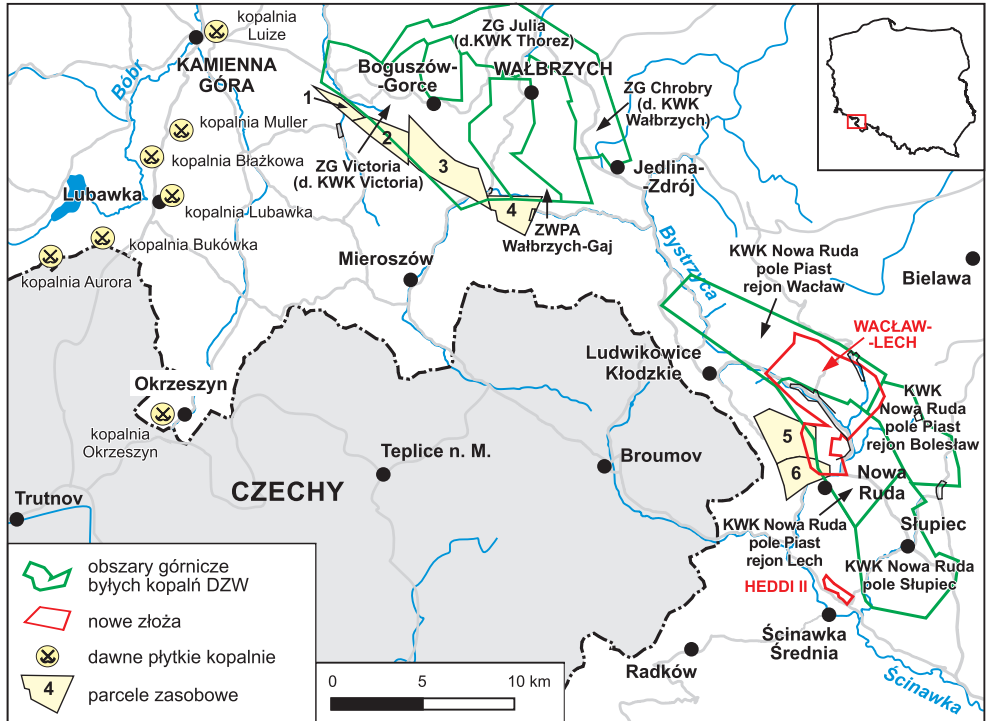 kopalnia
Luize
KAMIENNA
GÓRA
Bóbr
kopalnia Muller
kopalnia Błażkowa
Lubawka
kopalnia Lubawka
kopalnia Bukówka
kopalnia Aurora
ZG Julia
(d.KWK Thorez)
Boguszów-
-Gorce
WAŁBRZYCH
ZG Chrobry
(d. KWK
Wałbrzych)
1
2
3
4
ZG Victoria
(d. KWK Victoria)
Jedlina-
-Zdrój
ZWPA
Wałbrzych-Gaj
Mieroszów
Bystrzyca
KWK Nowa Ruda
pole Piast
rejon Wacław
Bielawa
WACŁAW-
-LECH
Ludwikowice
Kłodzkie
KWK
Nowa Ruda
pole Piast
rejon Bolesław
Okrzeszyn
kopalnia
Okrzeszyn
Teplice n. M.
Broumov
5
6
Nowa
Ruda
CZECHY
Trutnov
KWK Nowa Ruda
pole Piast
rejon Lech
Słupiec
KWK Nowa Ruda
pole Słupiec
HEDDI II
Ścinawka
Średnia
Radków
Ścinawka
obszary górnicze
byłych kopalń DZW
nowe złoża
dawne płytkie kopalnie
4
parcele zasobowe
0 5 10 km